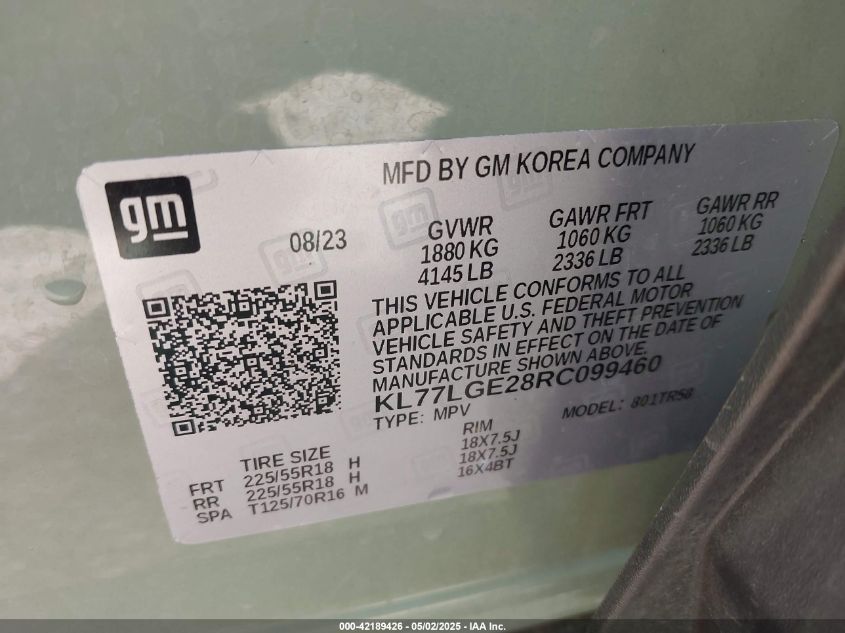 gm
MFD BY GM KOREA COMPANY
08/23
GVWR
1880 KG
4145 LB
GAWR FRT
1060 KG
2336 LB
GAWR RR
1060 KG
2336 LB
THIS VEHICLE CONFORMS TO ALL
APPLICABLE U.S. FEDERAL MOTOR
VEHICLE SAFETY AND THEFT PREVENTION
STANDARDS IN EFFECT ON THE DATE OF
MANUFACTURE SHOWN ABOVE.
KL77LGE28RC099460
TYPE: MPV MODEL: 801TR58
TIRE SIZE RIM
FRT 225/55R18 H 18X7.5J
RR 225/55R18 H 18X7.5J
SPA T125/70R16 M 16X4BT
000-42189426 - 05/02/2025 - IAA Inc.